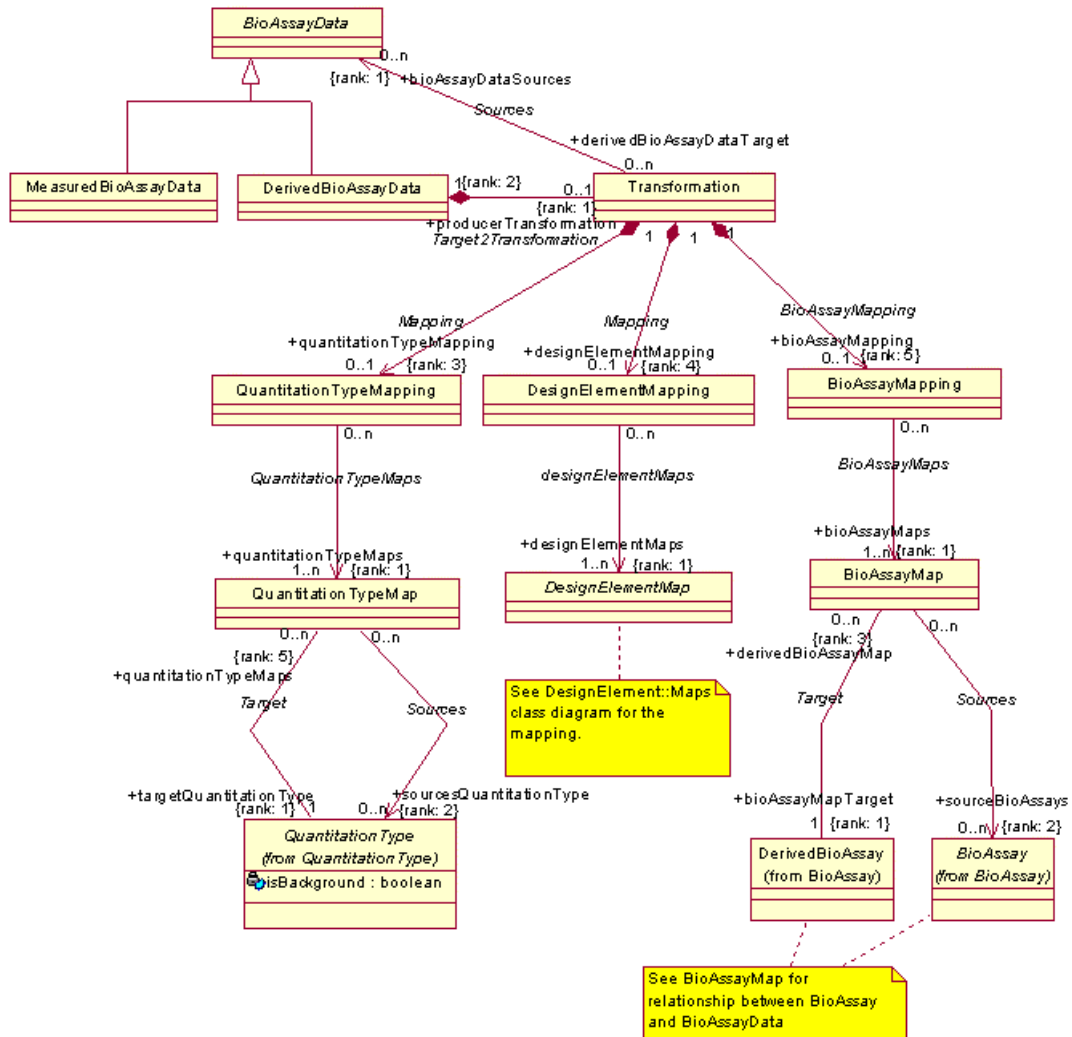 BioAssayData
0..n
{rank: 1}
+bioAssayDataSources
Sources
+derivedBioAssayDataTarget
0..n
MeasuredBioAssayData
DerivedBioAssayData
1
{rank: 2}
0..1
{rank: 1}
Transformation
+producerTransformation
Target2Transformation
1
1
1
Mapping
Mapping
BioAssayMapping
+quantitationTypeMapping
0..1
{rank: 3}
+designElementMapping
0..1
{rank: 4}
+bioAssayMapping
0..1
{rank: 5}
QuantitationTypeMapping
DesignElementMapping
BioAssayMapping
0..n
0..n
0..n
QuantitationTypeMaps
designElementMaps
BioAssayMaps
+quantitationTypeMaps
1..n
{rank: 1}
+designElementMaps
1..n
{rank: 1}
+bioAssayMaps
1..n
{rank: 1}
QuantitationTypeMap
DesignElementMap
BioAssayMap
0..n
0..n
{rank: 5}
+quantitationTypeMaps
Target
Sources
0..n
{rank: 3}
+derivedBioAssayMap
0..n
Target
Sources
See DesignElement::Maps
class diagram for the
mapping.
+targetQuantitationType
{rank: 1}
1
+sourcesQuantitationType
0..n
{rank: 2}
+bioAssayMapTarget
1
{rank: 1}
+sourceBioAssays
0..n
{rank: 2}
QuantitationType
(from QuantitationType)
isBackground : boolean
DerivedBioAssay
(from BioAssay)
BioAssay
(from BioAssay)
See BioAssayMap for
relationship between BioAssay
and BioAssayData